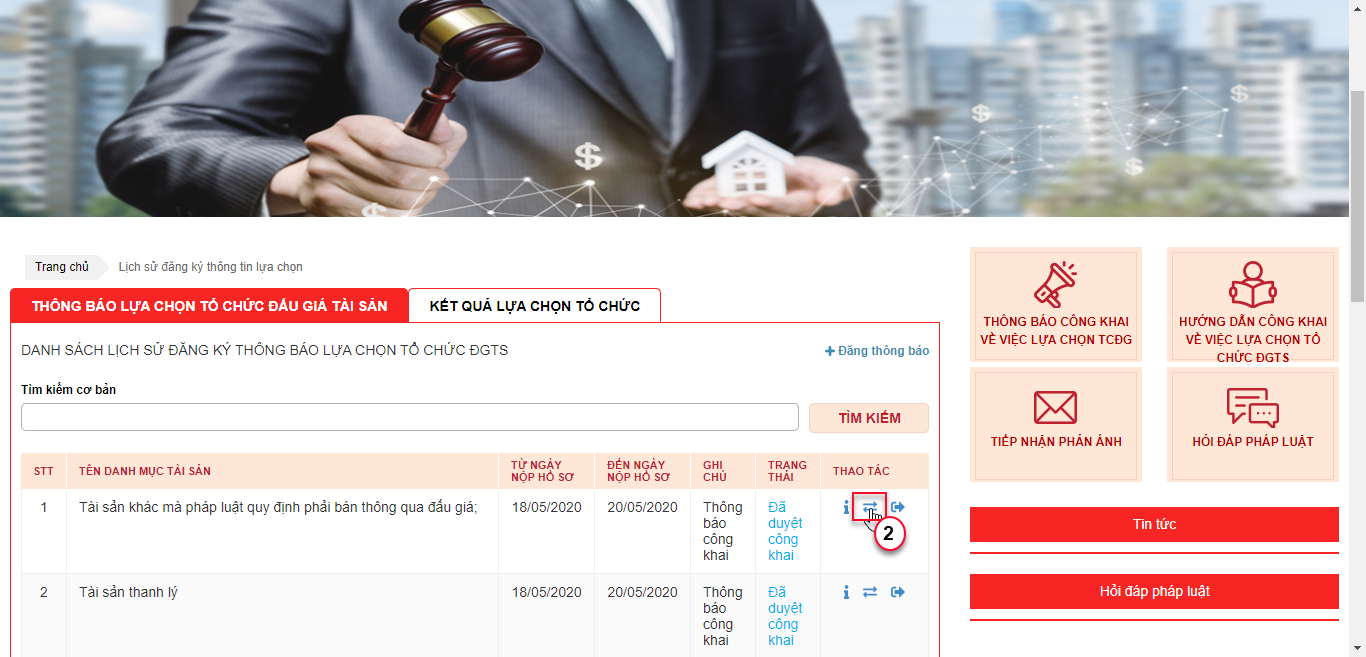 Trang chủ
Lịch sử đăng ký thông tin lựa chọn
THÔNG BÁO LỰA CHỌN TỔ CHỨC ĐẤU GIÁ TÀI SẢN
KẾT QUẢ LỰA CHỌN TỔ CHỨC
DANH SÁCH LỊCH SỬ ĐĂNG KÝ THÔNG BÁO LỰA CHỌN TỔ CHỨC ĐGTS
Đăng thông báo
Tìm kiếm cơ bản
TÌM KIẾM
STT
TÊN DANH MỤC TÀI SẢN
TỪ NGÀY
NỘP HỒ SƠ
ĐẾN NGÀY
NỘP HỒ SƠ
GHI
CHÚ
TRẠNG
THÁI
THAO TÁC
1
Tài sản khác mà pháp luật quy định phải bán thông qua đấu giá;
18/05/2020
20/05/2020
Thông
báo
công
khai
Đã
duyệt
công
khai
2
2
Tài sản thanh lý
18/05/2020
20/05/2020
Thông
báo
công
khai
Đã
duyệt
công
khai
THÔNG BÁO CÔNG KHAI
VỀ VIỆC LỰA CHỌN TCĐG
HƯỚNG DẪN CÔNG KHAI
VỀ VIỆC LỰA CHỌN TỔ
CHỨC ĐGTS
TIẾP NHẬN PHẢN ÁNH
HỎI ĐÁP PHÁP LUẬT
Tin tức
Hỏi đáp pháp luật